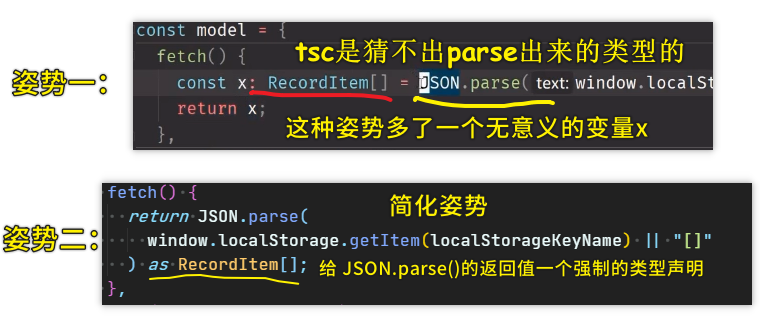 const model = {
fetch() {
tsc是猜不出parse出来的类型的
姿势一：
const x: RecordItem[] = JSON.parse( text: window.localSt
return x;
这种姿势多了一个无意义的变量x
},
fetch() {
简化姿势
return JSON.parse(
姿势二：
window.localStorage.getItem(localStorageKeyName) || "[]"
) as RecordItem[];
给 JSON.parse()的返回值一个强制的类型声明
},